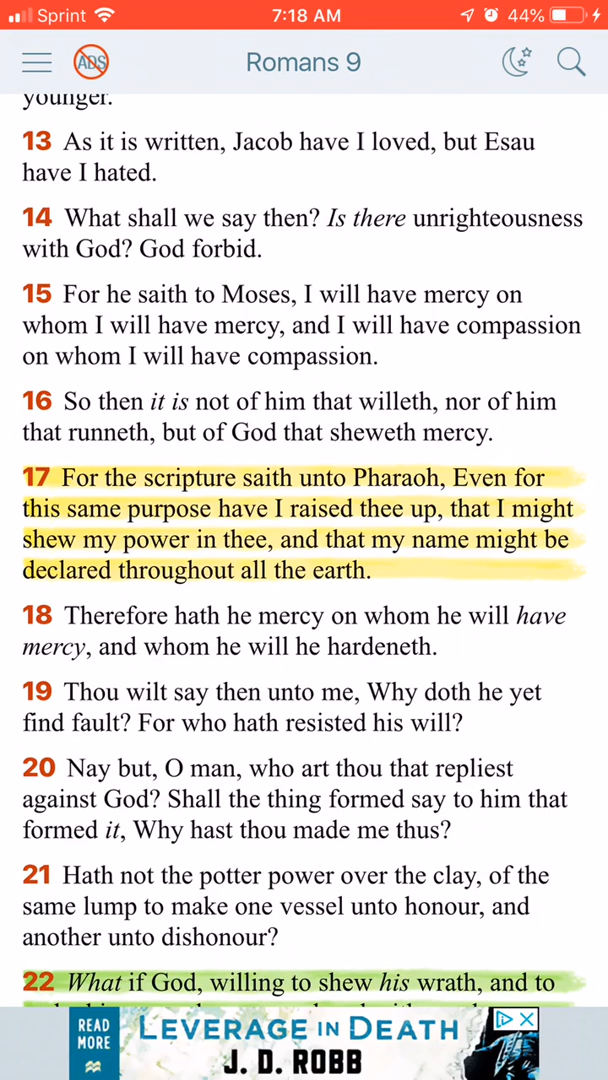 Sprint 7:18 AM 44%
ADS Romans 9
younger.
13 As it is written, Jacob have I loved, but Esau
have I hated.
14 What shall we say then? Is there unrighteousness
with God? God forbid.
15 For he saith to Moses, I will have mercy on
whom I will have mercy, and I will have compassion
on whom I will have compassion.
16 So then it is not of him that willeth, nor of him
that runneth, but of God that sheweth mercy.
17 For the scripture saith unto Pharaoh, Even for
this same purpose have I raised thee up, that I might
shew my power in thee, and that my name might be
declared throughout all the earth.
18 Therefore hath he mercy on whom he will have
mercy, and whom he will he hardeneth.
19 Thou wilt say then unto me, Why doth he yet
find fault? For who hath resisted his will?
20 Nay but, O man, who art thou that repliest
against God? Shall the thing formed say to him that
formed it, Why hast thou made me thus?
21 Hath not the potter power over the clay, of the
same lump to make one vessel unto honour, and
another unto dishonour?
22 What if God, willing to shew his wrath, and to
READ
MORE
LEVERAGE IN DEATH
J. D. ROBB